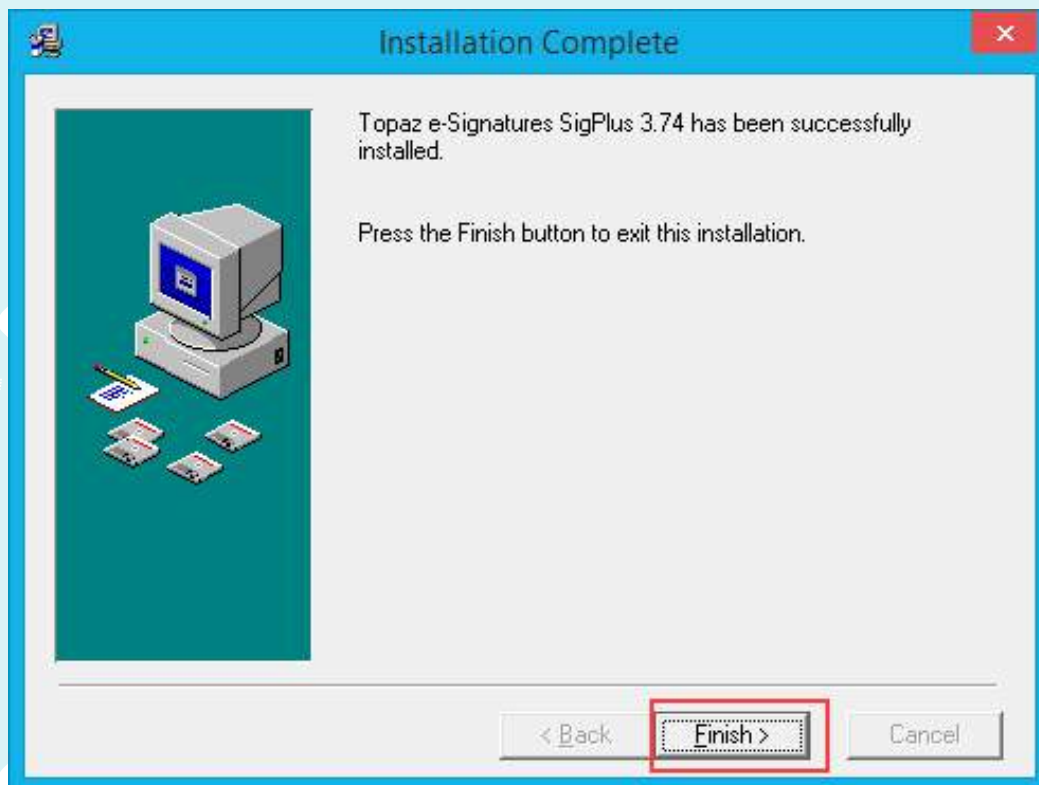 Installation Complete
Topaz e-Signatures SigPlus 3.74 has been successfully
installed.
Press the Finish button to exit this installation.
< Back
Finish >
Cancel